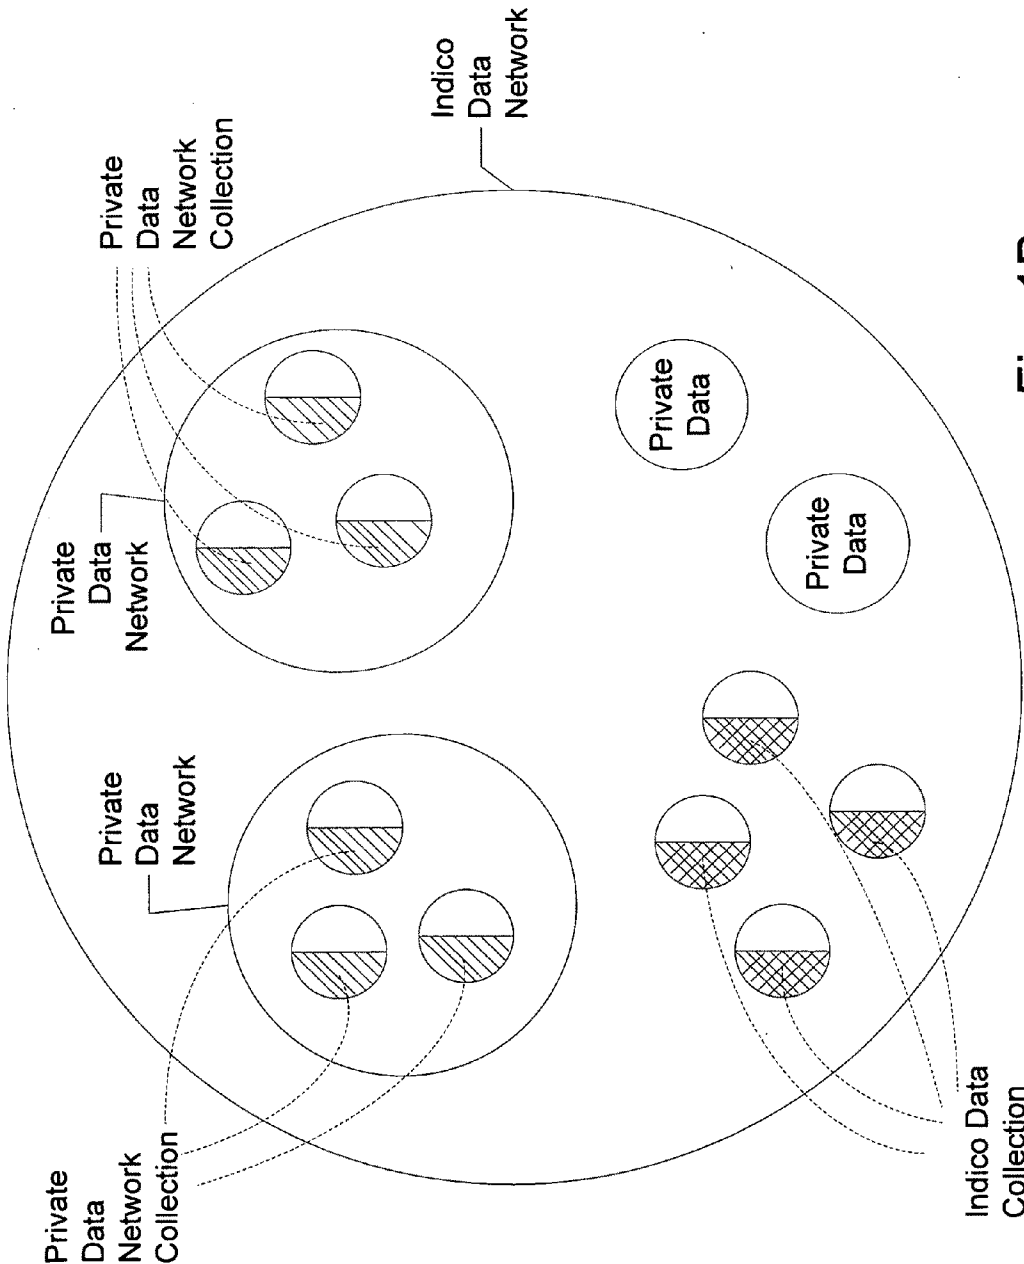 Private
Data
Network
Collection
Private
Data
Network
Private
Data
Network
Private
Data
Network
Collection
Indico
Data
Network
Private
Data
Private
Data
Indico Data
Collection